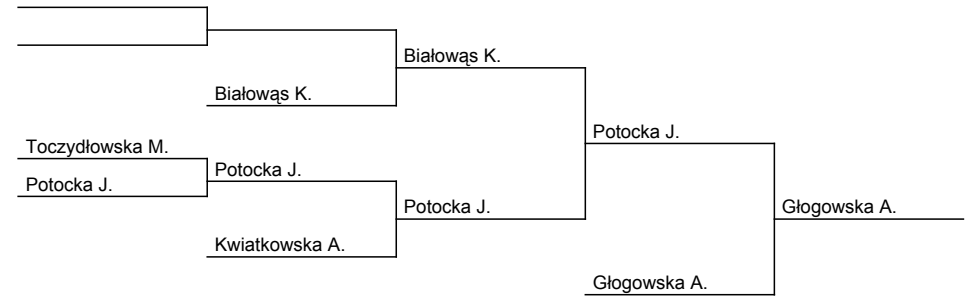 Białowąs K.
Białowąs K.
Potocka J.
Toczydłowska M.
Potocka J.
Potocka J.
Potocka J.
Głogowska A.
Kwiatkowska A.
Głogowska A.